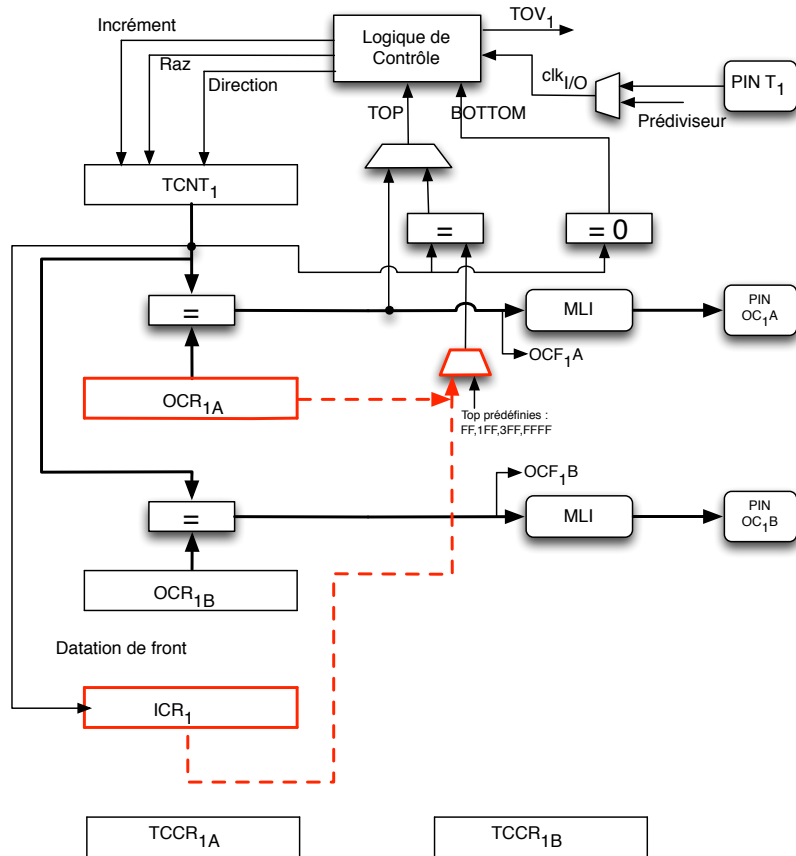 TOV1
Incrément
Logique de
Contrôle
Raz
Direction
clkI/O
PIN T1
TOP
BOTTOM
Prédiviseur
TCNT1
=
= 0
=
MLI
PIN
OC1A
OCF1A
OCR1A
Top prédéfinies :
FF,1FF,3FF,FFFF
OCF1B
=
MLI
PIN
OC1B
OCR1B
Datation de front
ICR1
TCCR1A
TCCR1B